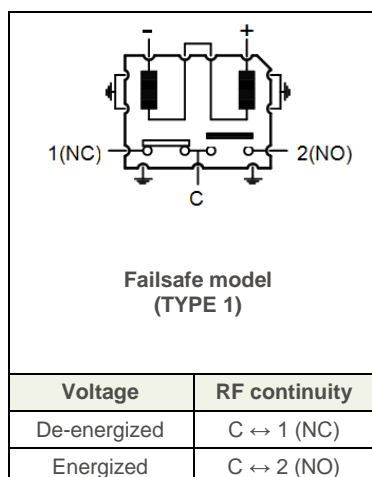 - +
1(NC) 2(NO)
C
Failsafe model
(TYPE 1)
Voltage RF continuity
De-energized C ↔ 1 (NC)
Energized C ↔ 2 (NO)